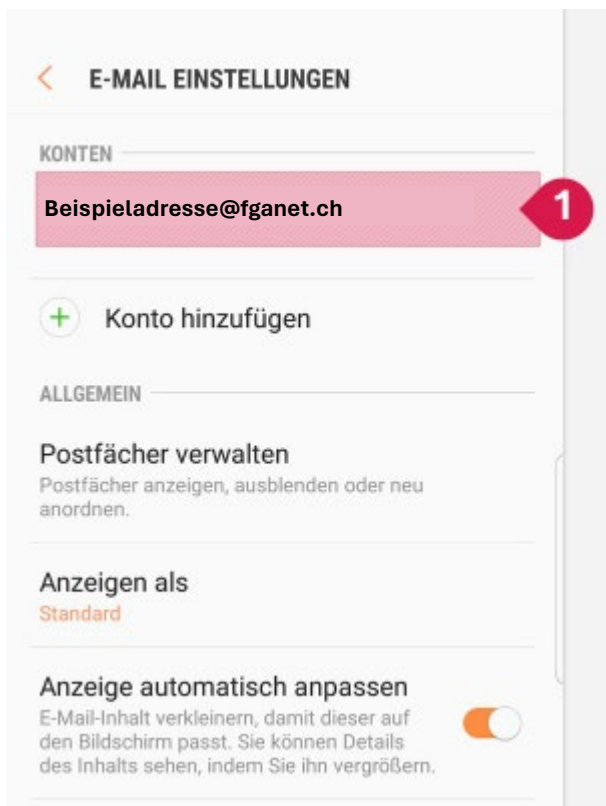 E-MAIL EINSTELLUNGEN
KONTEN
Beispieladresse@fganet.ch
1
Konto hinzufügen
ALLGEMEIN
Postfächer verwalten
Postfächer anzeigen, ausblenden oder neu
anordnen.
Anzeigen als
Standard
Anzeige automatisch anpassen
E-Mail-Inhalt verkleinern, damit dieser auf
den Bildschirm passt. Sie können Details
des Inhalts sehen, indem Sie ihn vergrößern.